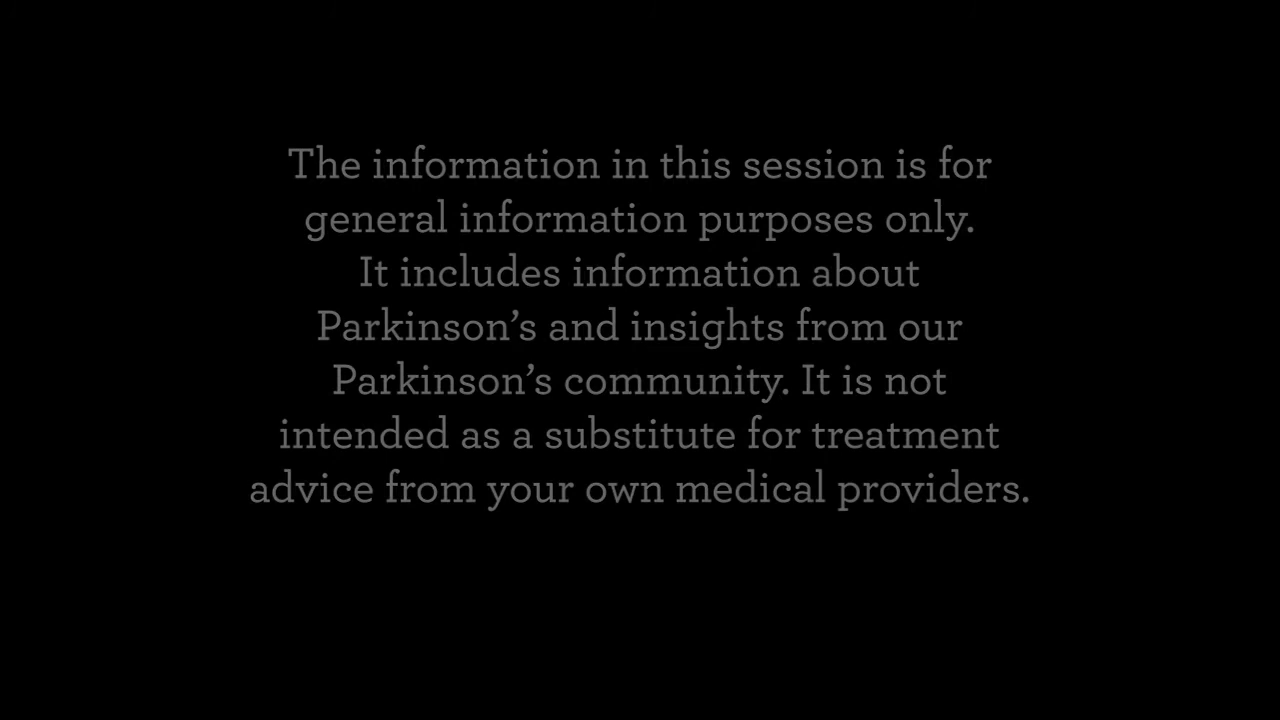 The information in this session is for
general information purposes only.
It includes information about
Parkinson’s and insights from our
Parkinson’s community. It is not
intended as a substitute for treatment
advice from your own medical providers.